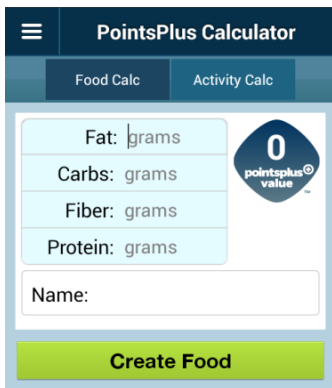 PointsPlus Calculator
Food Calc Activity Calc
Fat: grams
Carbs: grams
Fiber: grams
Protein: grams
0
pointsplus
value
™
Name:
Create Food